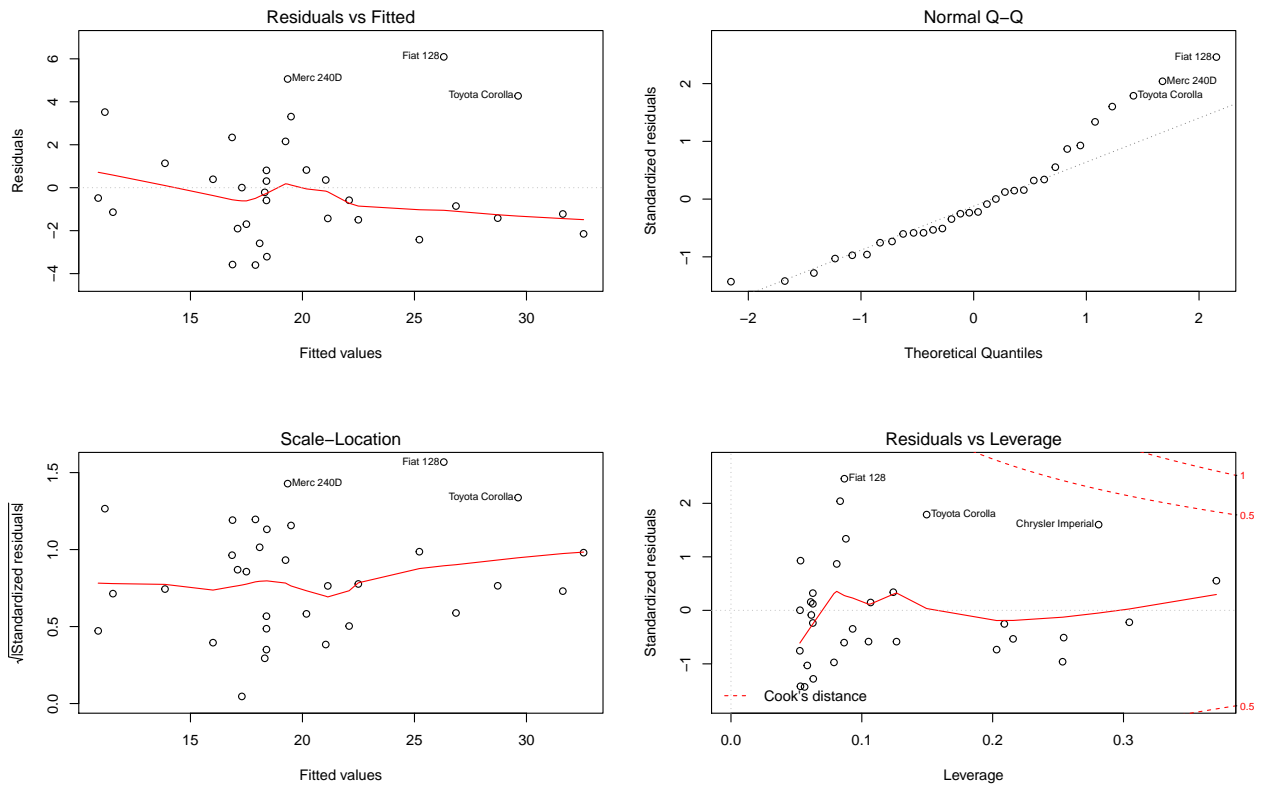 Residuals vs Fitted
Residuals
6
4
2
0
−2
−4
Fiat 128
Merc 240D
Toyota Corolla
15 20 25 30
Fitted values
Normal Q−Q
Standardized residuals
2
1
0
−1
Fiat 128
Merc 240D
Toyota Corolla
−2 −1 0 1 2
Theoretical Quantiles
Scale−Location
√|Standardized residuals|
1.5
1.0
0.5
0.0
Fiat 128
Merc 240D
Toyota Corolla
15 20 25 30
Fitted values
Residuals vs Leverage
Standardized residuals
2
1
0
−1
Fiat 128
Toyota Corolla
Chrysler Imperial
1
0.5
0.5
Cook's distance
0.0 0.1 0.2 0.3
Leverage